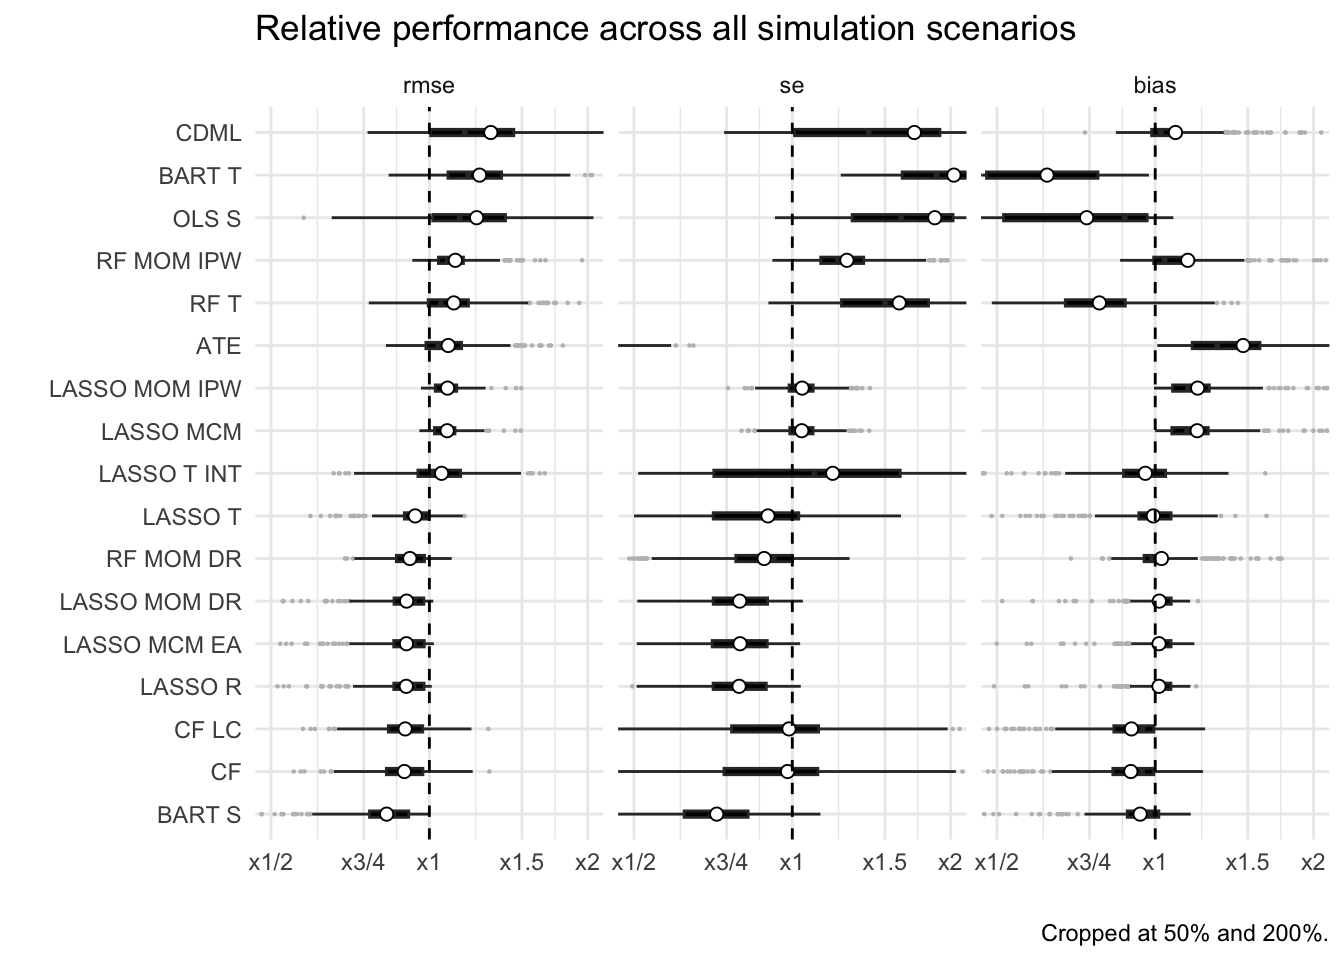 Relative performance across all simulation scenarios
rmse se bias
CDML
BART T
OLS S
RF MOM IPW
RF T
ATE
LASSO MOM IPW
LASSO MCM
LASSO T INT
LASSO T
RF MOM DR
LASSO MOM DR
LASSO MCM EA
LASSO R
CF LC
CF
BART S
x1/2 x3/4 x1 x1.5 x2 x1/2 x3/4 x1 x1.5 x2 x1/2 x3/4 x1 x1.5 x2
Cropped at 50% and 200%.